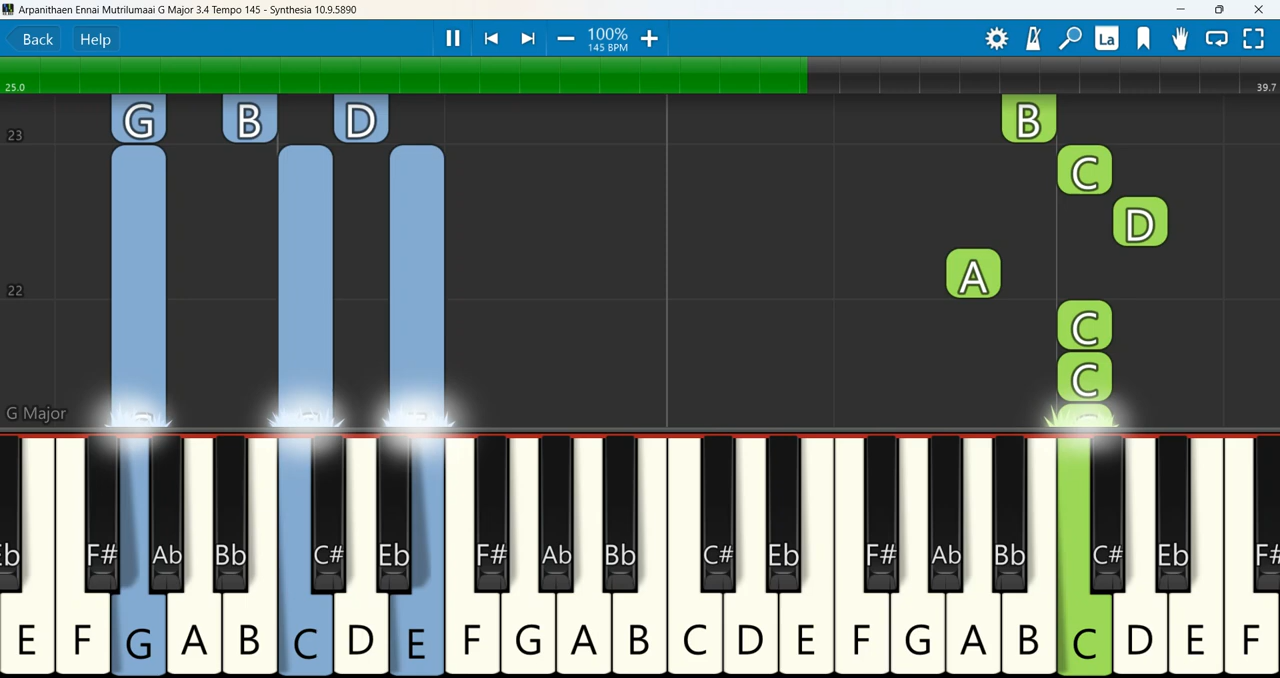 Arpanithaen Ennai Mutrilumaai G Major 3.4 Tempo 145 - Synthesia 10.9.5890
Back Help 100% La
145 BPM
25.0 39.7
G B D B
23
C
D
A
22
C
C
G Major
Eb F# Ab Bb C# Eb F# Ab Bb C# Eb F# Ab Bb C# Eb F#
E F G A B C D E F G A B C D E F G A B C D E F